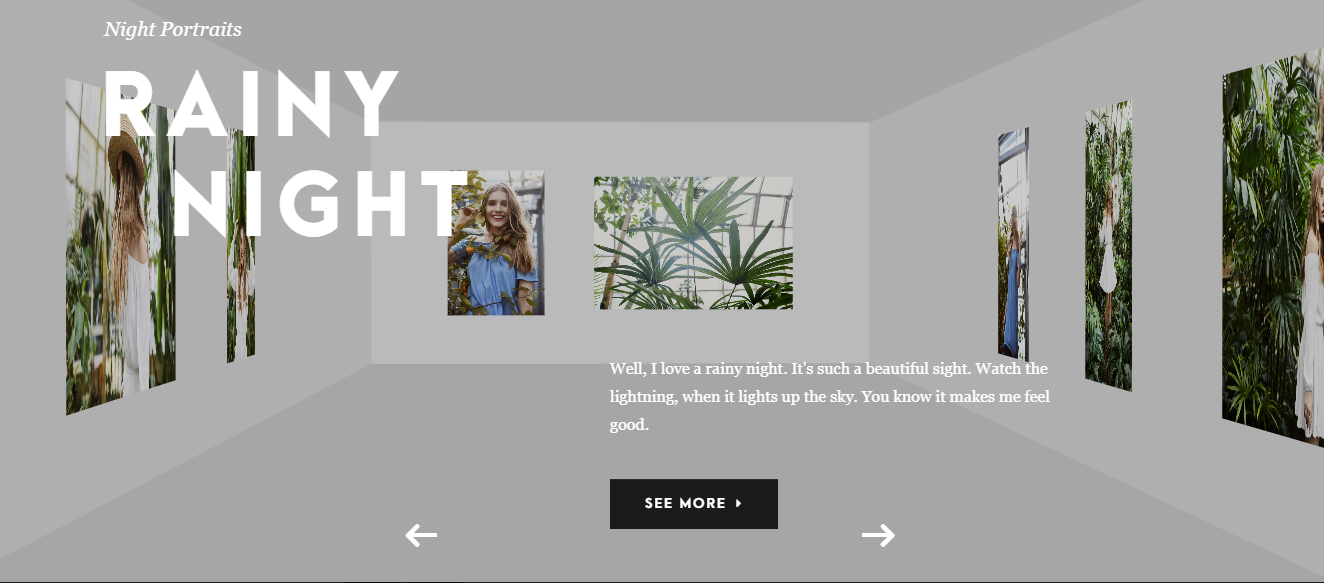 Night Portraits
RAINY
NIGHT
Well, I love a rainy night. It's such a beautiful sight. Watch the
lightning, when it lights up the sky. You know it makes me feel
good.
SEE MORE